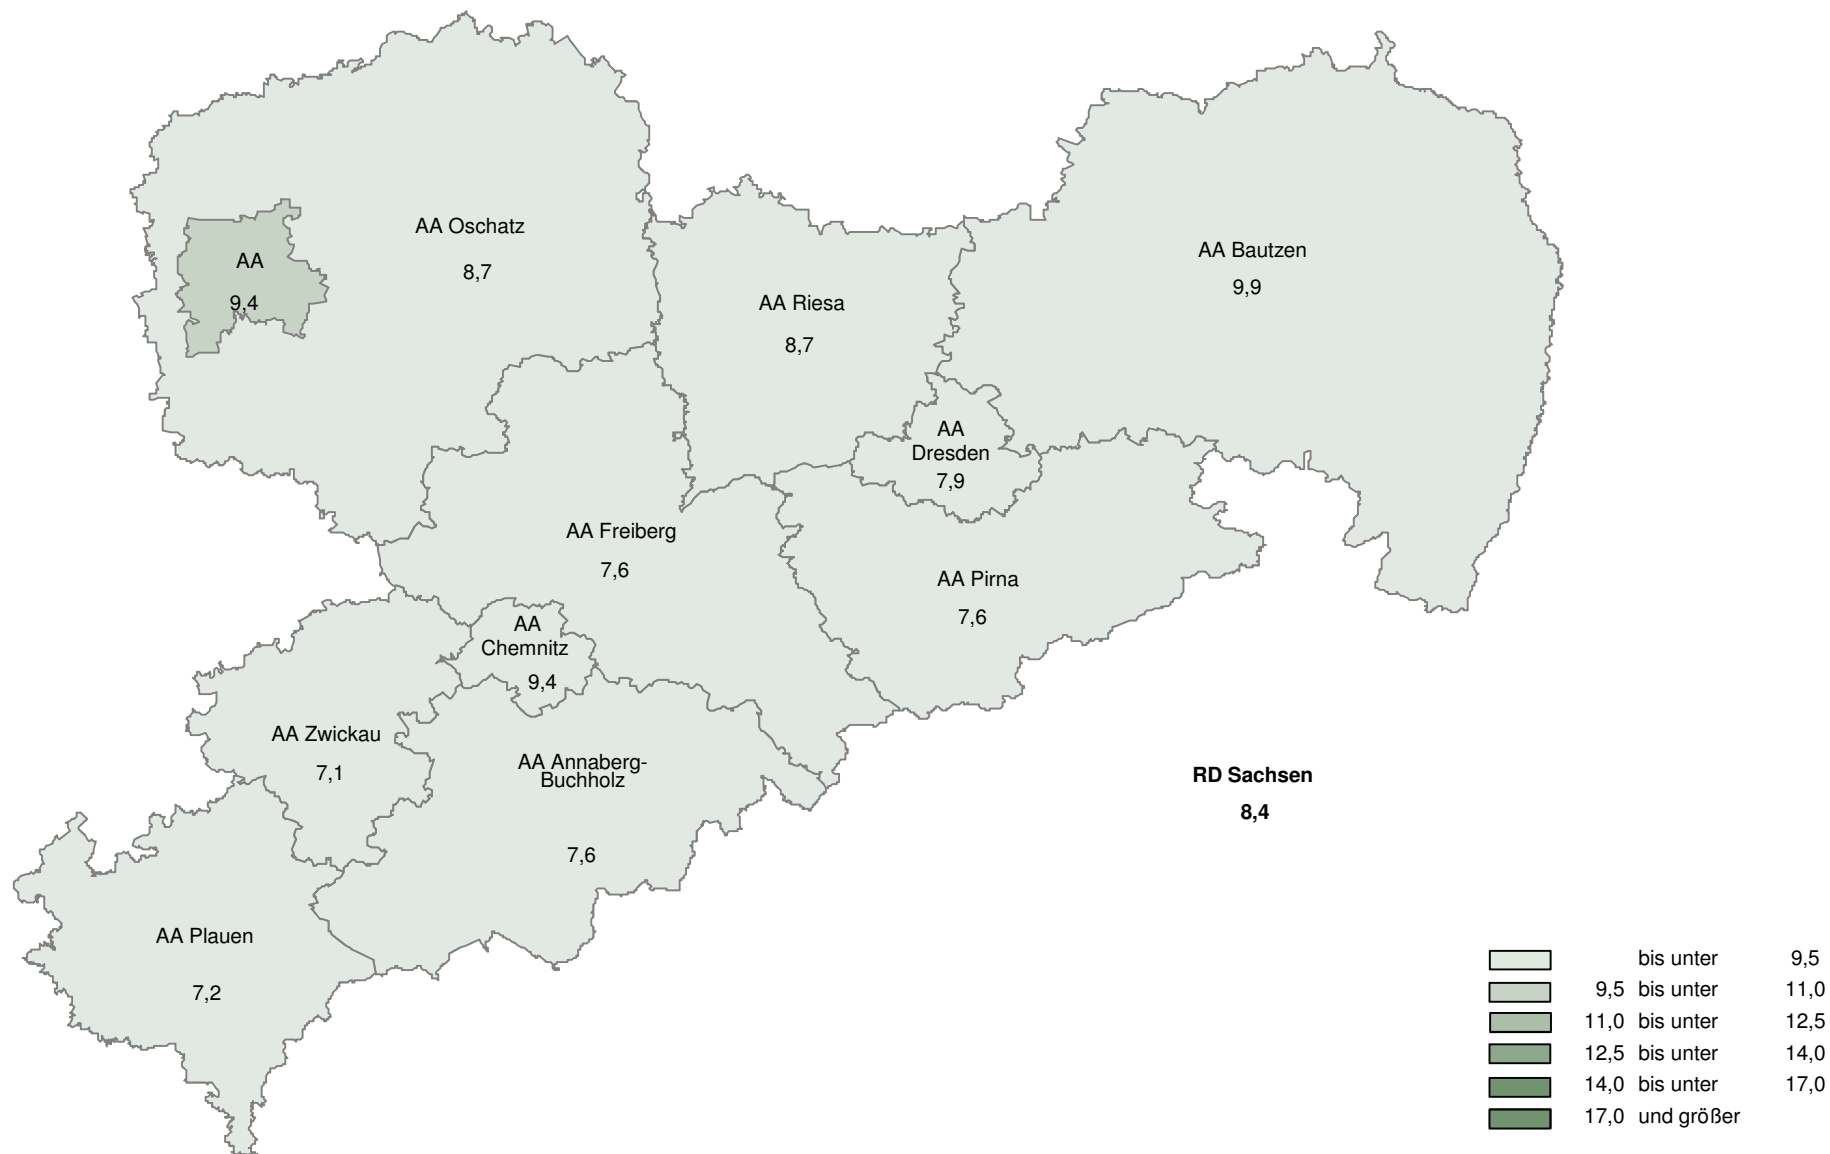 AA Oschatz
8,7
AA
9,4
AA Riesa
8,7
AA Bautzen
9,9
AA
Dresden
7,9
AA Freiberg
7,6
AA Pirna
7,6
AA
Chemnitz
9,4
AA Zwickau
7,1
AA Annaberg-
Buchholz
7,6
RD Sachsen
8,4
AA Plauen
7,2
bis unter 9,5
9,5 bis unter 11,0
11,0 bis unter 12,5
12,5 bis unter 14,0
14,0 bis unter 17,0
17,0 und größer